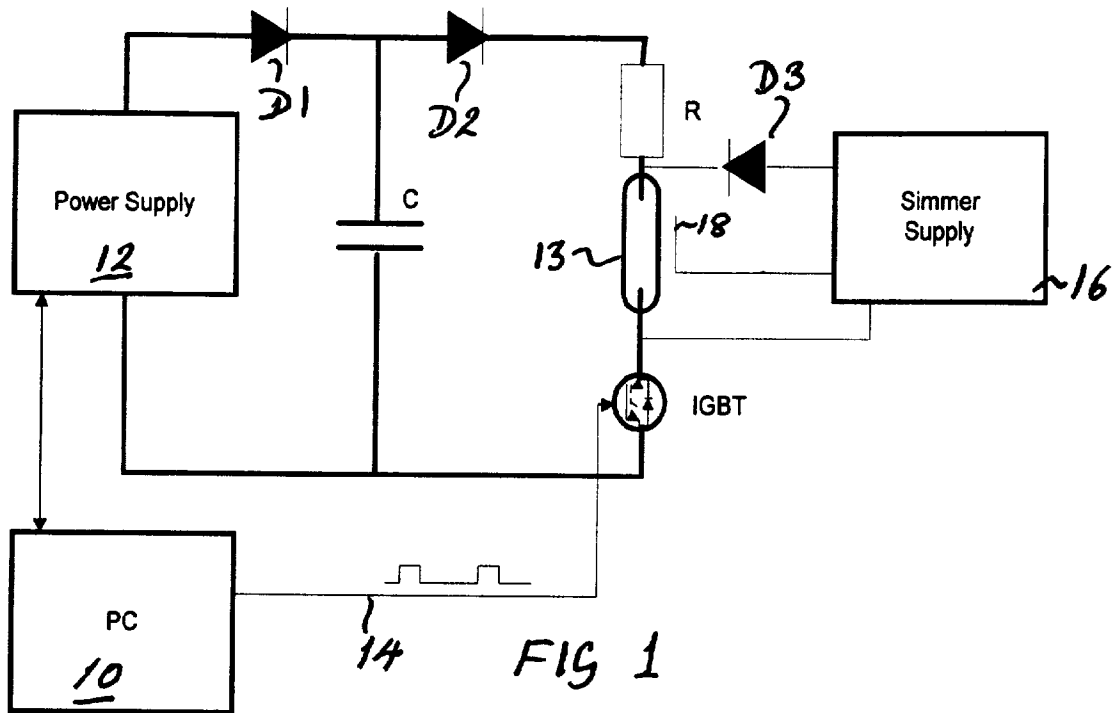 D1
D2
D3
R
Power Supply
12
C
18
13
Simmer
Supply
16
IGBT
PC
10
14
FIG 1